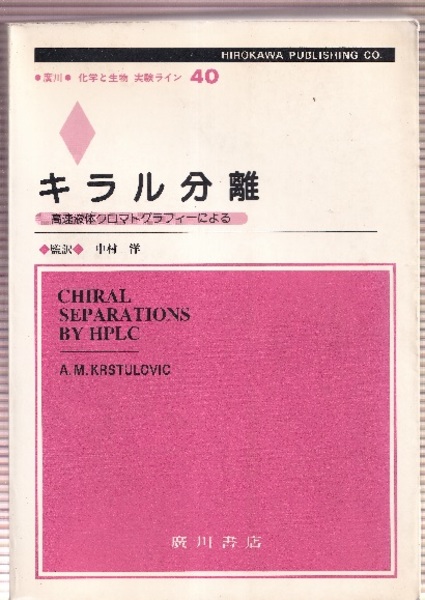 HIROKAWA PUBLISHING CO.
●廣川● 化学と生物 実験ライン 40
キラル分離
高速液体クロマトグラフィーによる
◆監訳◆ 中村 洋
CHIRAL
SEPARATIONS
BY HPLC
A.M.KRSTULOVIC
廣川書店